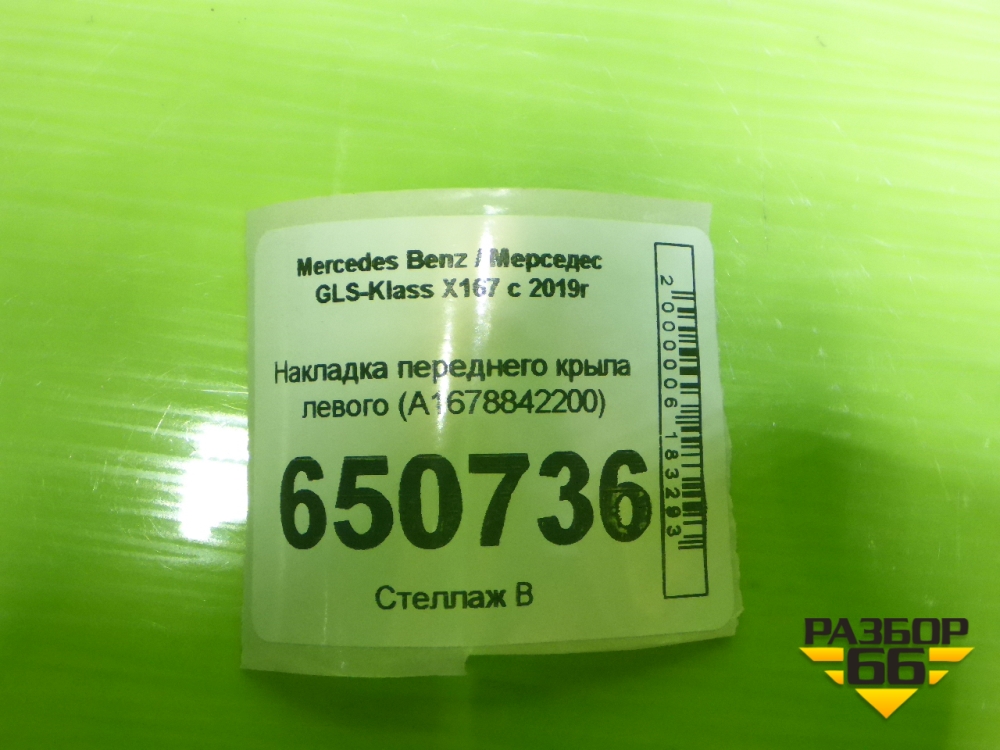 Mercedes Benz / Мерседес
GLS-Klass X167 с 2019г
Накладка переднего крыла
левого (A1678842200)
650736
Стеллаж В
2000006183293
РАЗБОР
66